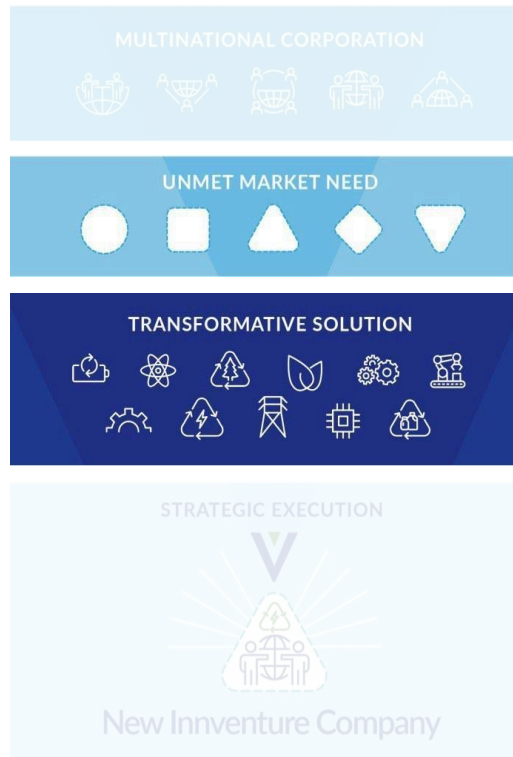 MULTINATIONAL CORPORATION
UNMET MARKET NEED
TRANSFORMATIVE SOLUTION
STRATEGIC EXECUTION
New Innventure Company